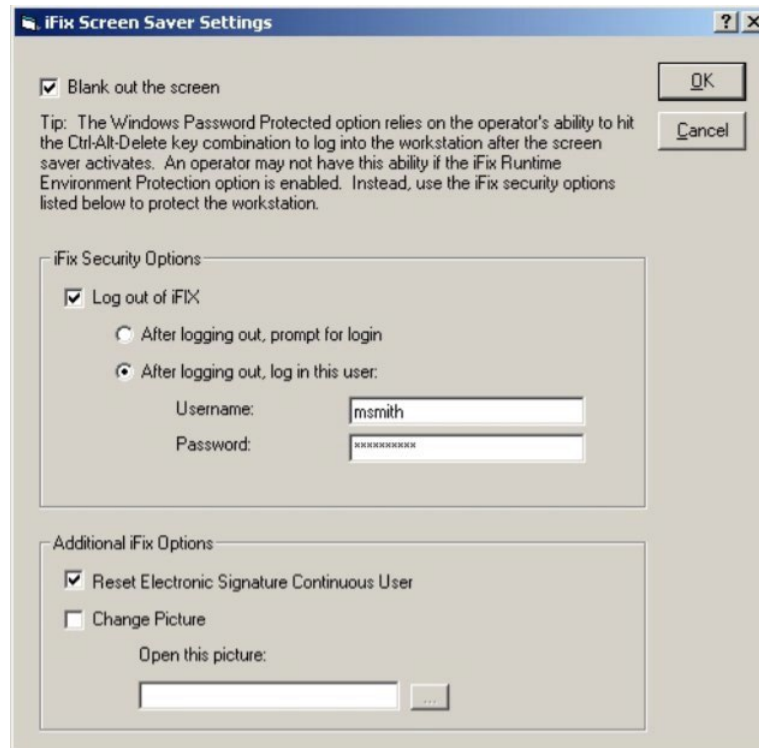 iFix Screen Saver Settings
Blank out the screen
OK
Tip: The Windows Password Protected option relies on the operator's ability to hit
the Ctrl-Alt-Delete key combination to log into the workstation after the screen
saver activates. An operator may not have this ability if the iFix Runtime
Environment Protection option is enabled. Instead, use the iFix security options
listed below to protect the workstation.
Cancel
iFix Security Options
Log out of iFIX
After logging out, prompt for login
After logging out, log in this user:
Username: msmith
Password: **********
Additional iFix Options
Reset Electronic Signature Continuous User
Change Picture
Open this picture:
...